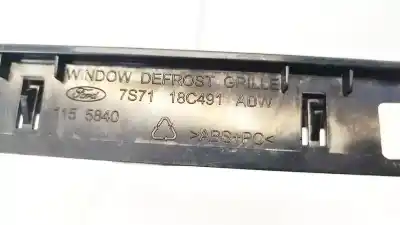 WINDOW DEFROST GRILLE
Ford 7S71 18C491 ADW
115 5840
>ABS+PC<